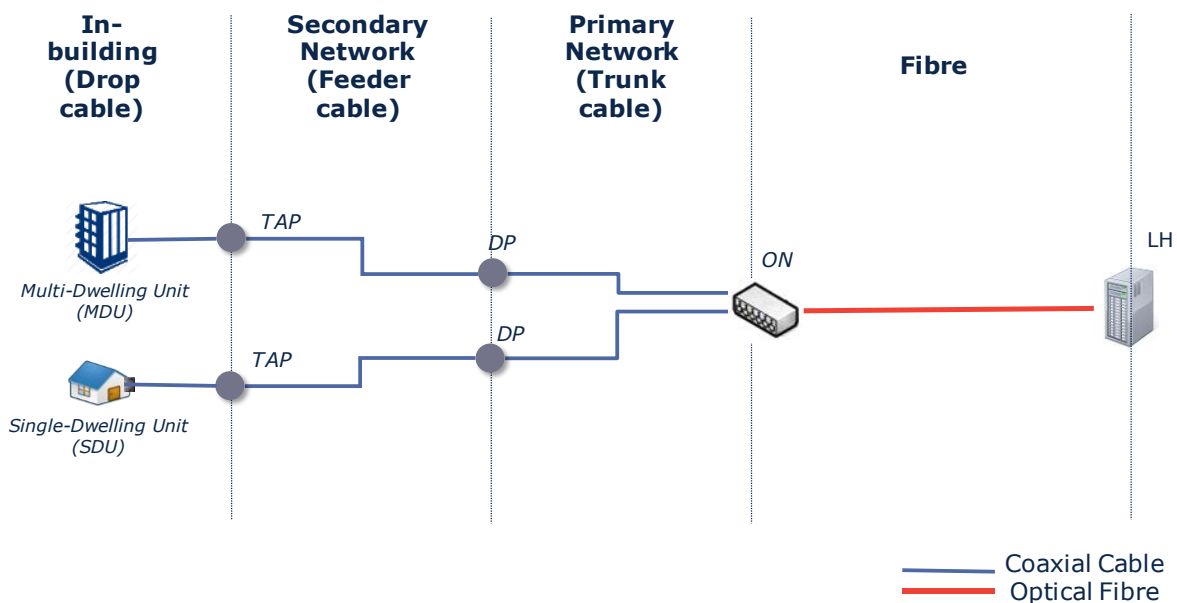 In-
building
(Drop
cable)
Secondary
Network
(Feeder
cable)
Primary
Network
(Trunk
cable)
Fibre
TAP
DP
ON
LH
Multi-Dwelling Unit
(MDU)
DP
TAP
Single-Dwelling Unit
(SDU)
Coaxial Cable
Optical Fibre